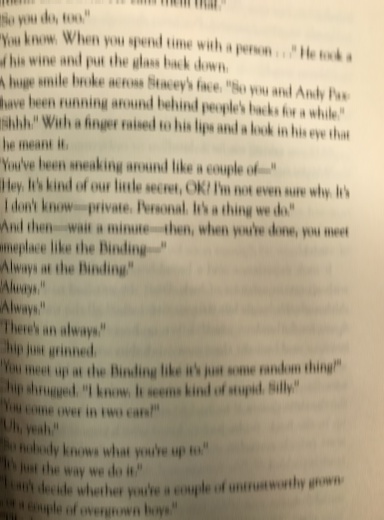 them that."
"So you do, too."
"You know. When you spend time with a person . . ." He took a
of his wine and put the glass back down.
A huge smile broke across Stacey's face. "So you and Andy Pax-
have been running around behind people's backs for a while."
"Shhh." With a finger raised to his lips and a look in his eye that
he meant it.
"You've been sneaking around like a couple of—"
"Hey. It's kind of our little secret, OK? I'm not even sure why. It's
I don't know—private. Personal. It's a thing we do."
"And then—wait a minute—then, when you're done, you meet
someplace like the Binding—"
"Always at the Binding."
"Always."
"Always."
"There's an always."
Chip just grinned.
"You meet up at the Binding like it's just some random thing?"
Chip shrugged. "I know. It seems kind of stupid. Silly."
"You come over in two cars?"
"Uh, yeah."
"So nobody knows what you're up to."
"It's just the way we do it."
"I can't decide whether you're a couple of untrustworthy grown-
or a couple of overgrown boys."